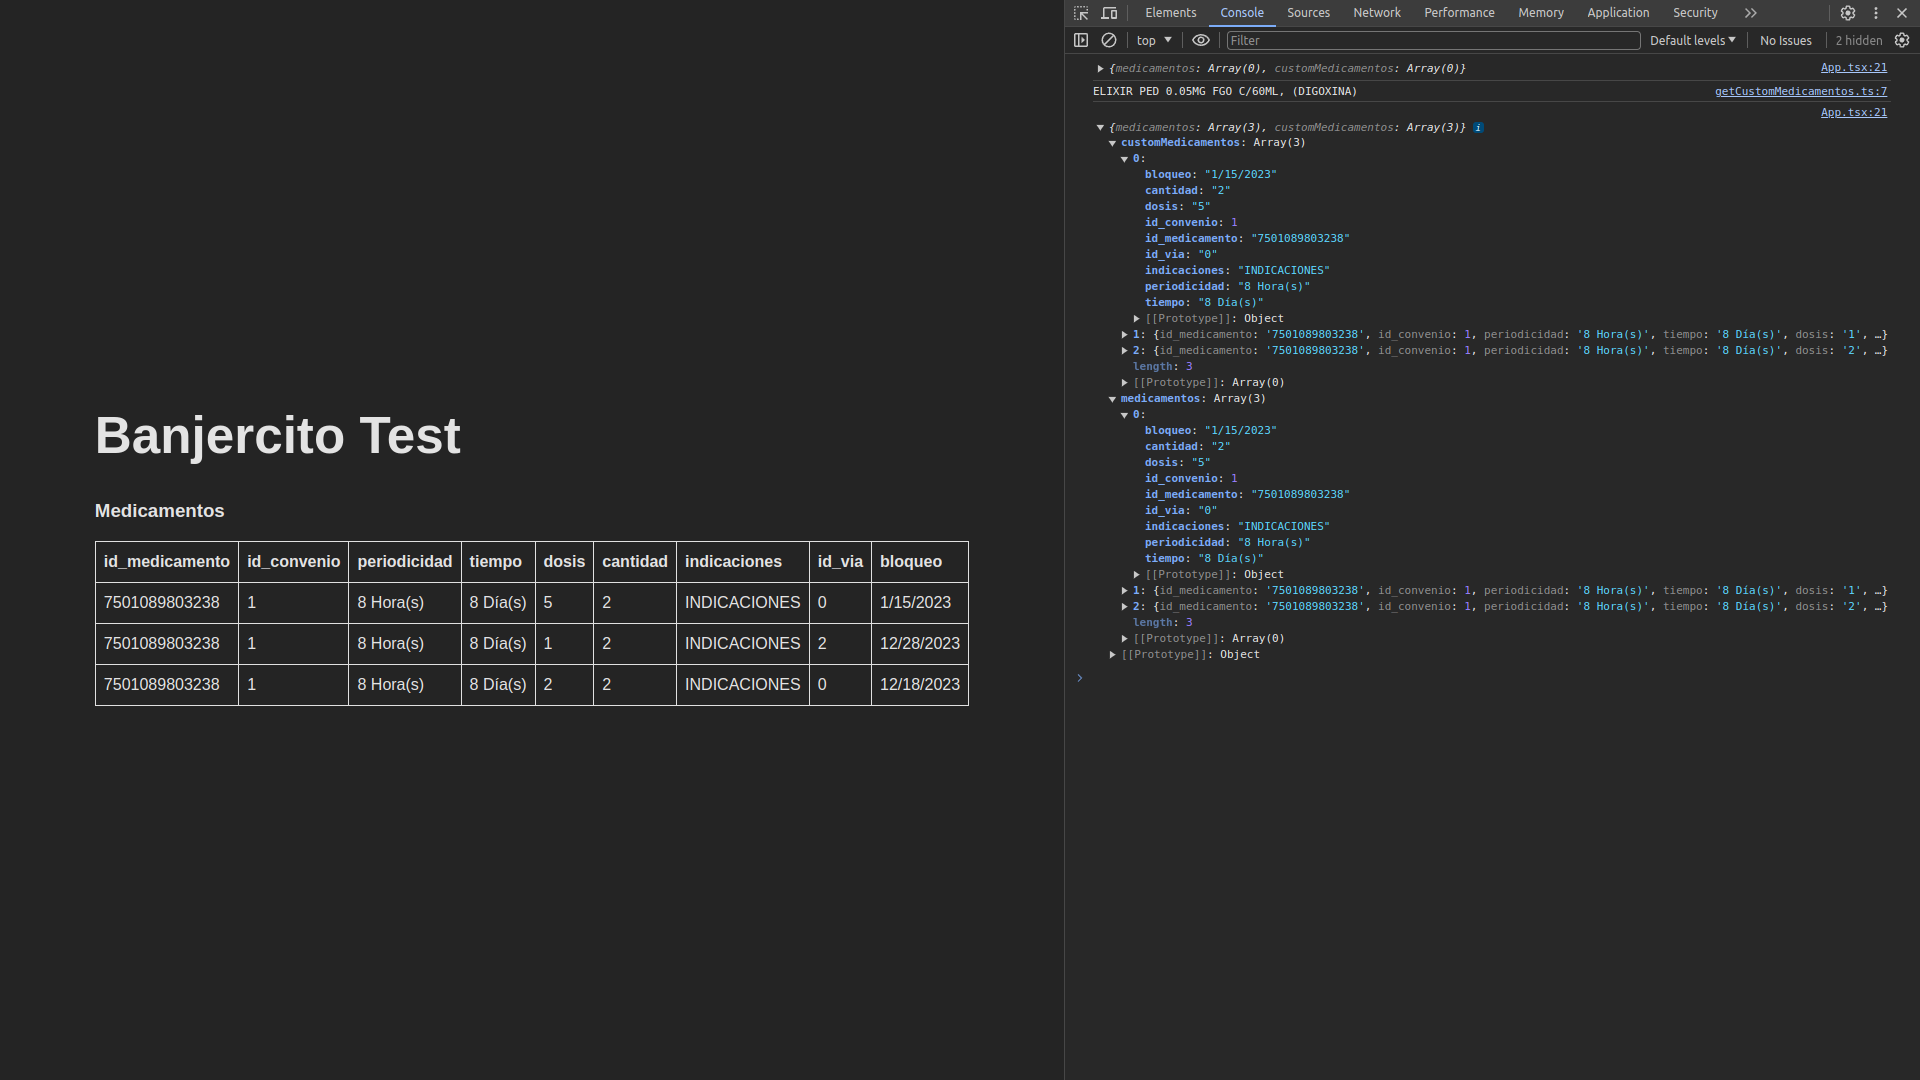 Banjercito Test
Medicamentos
id_medicamento id_convenio periodicidad tiempo dosis cantidad indicaciones id_via bloqueo
7501089803238 1 8 Hora(s) 8 Día(s) 5 2 INDICACIONES 0 1/15/2023
7501089803238 1 8 Hora(s) 8 Día(s) 1 2 INDICACIONES 2 12/28/2023
7501089803238 1 8 Hora(s) 8 Día(s) 2 2 INDICACIONES 0 12/18/2023
Elements Console Sources Network Performance Memory Application Security
top Filter Default levels No Issues 2 hidden
{medicamentos: Array(0), customMedicamentos: Array(0)} App.tsx:21
ELIXIR PED 0.05MG FGO C/60ML, (DIGOXINA) getCustomMedicamentos.ts:7
App.tsx:21
{medicamentos: Array(3), customMedicamentos: Array(3)} i
customMedicamentos: Array(3)
0:
bloqueo: "1/15/2023"
cantidad: "2"
dosis: "5"
id_convenio: 1
id_medicamento: "7501089803238"
id_via: "0"
indicaciones: "INDICACIONES"
periodicidad: "8 Hora(s)"
tiempo: "8 Día(s)"
[[Prototype]]: Object
1: {id_medicamento: '7501089803238', id_convenio: 1, periodicidad: '8 Hora(s)', tiempo: '8 Día(s)', dosis: '1', …}
2: {id_medicamento: '7501089803238', id_convenio: 1, periodicidad: '8 Hora(s)', tiempo: '8 Día(s)', dosis: '2', …}
length: 3
[[Prototype]]: Array(0)
medicamentos: Array(3)
0:
bloqueo: "1/15/2023"
cantidad: "2"
dosis: "5"
id_convenio: 1
id_medicamento: "7501089803238"
id_via: "0"
indicaciones: "INDICACIONES"
periodicidad: "8 Hora(s)"
tiempo: "8 Día(s)"
[[Prototype]]: Object
1: {id_medicamento: '7501089803238', id_convenio: 1, periodicidad: '8 Hora(s)', tiempo: '8 Día(s)', dosis: '1', …}
2: {id_medicamento: '7501089803238', id_convenio: 1, periodicidad: '8 Hora(s)', tiempo: '8 Día(s)', dosis: '2', …}
length: 3
[[Prototype]]: Array(0)
[[Prototype]]: Object